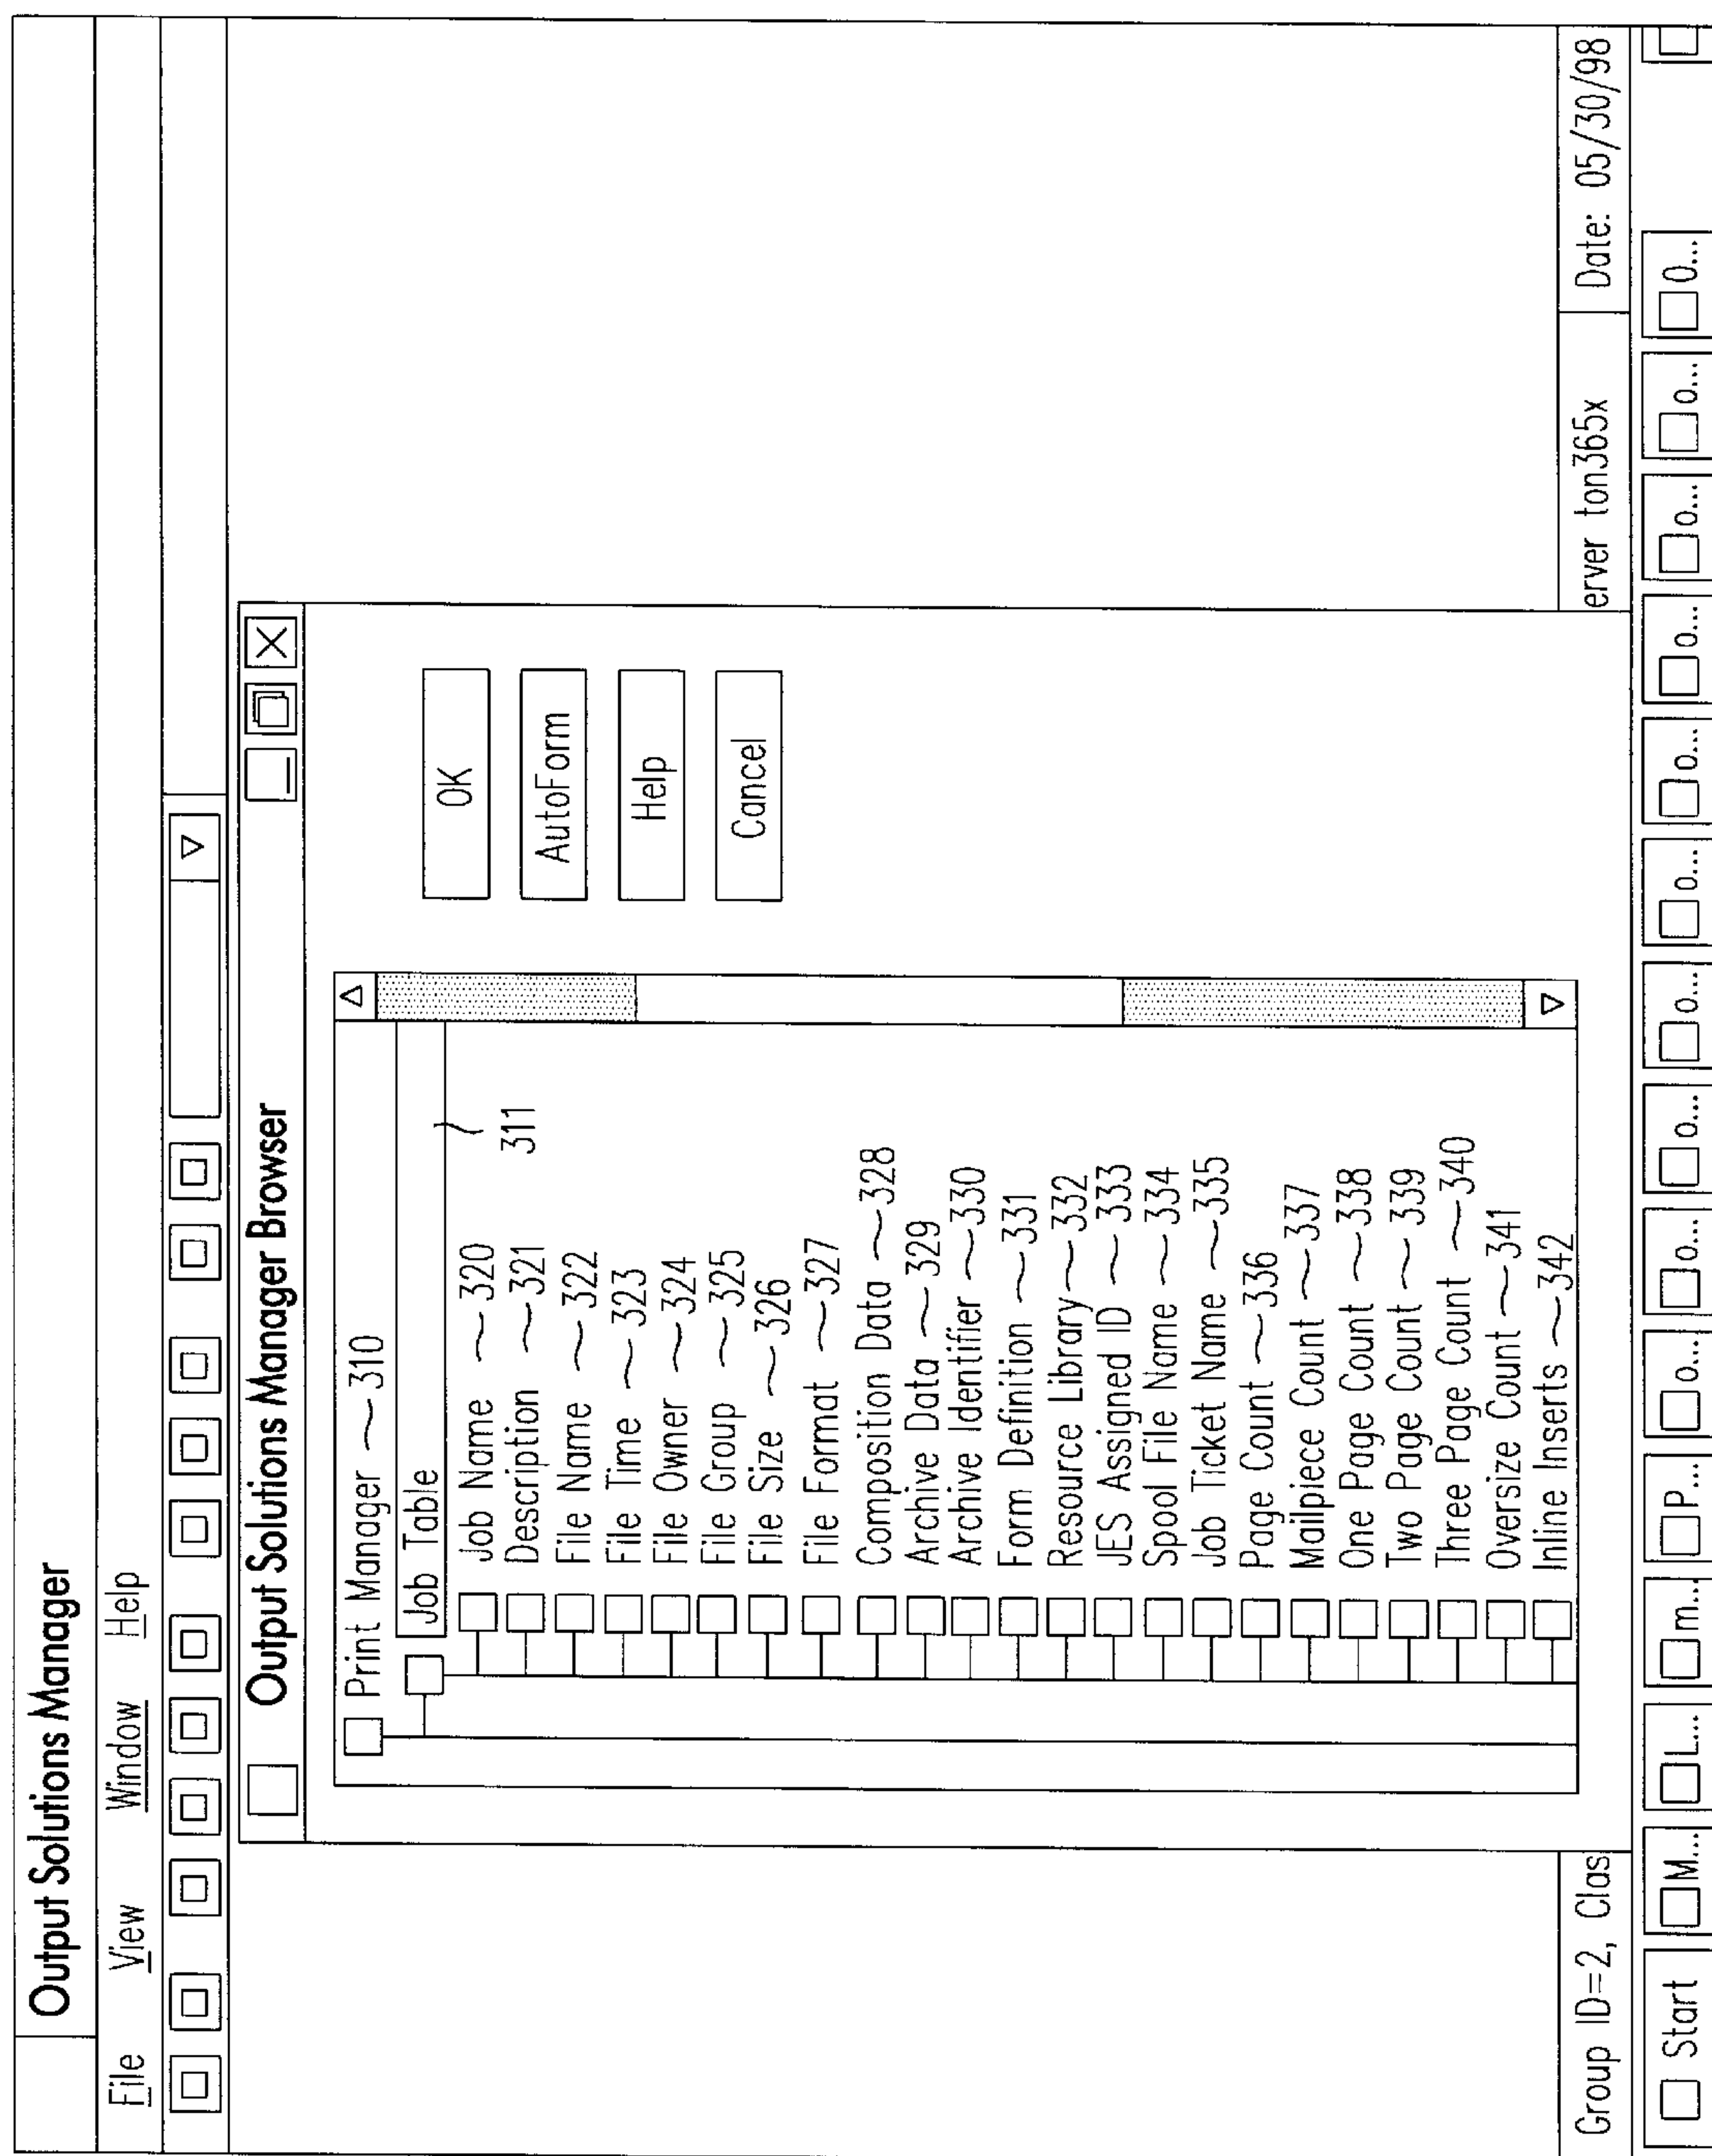 Output Solutions Manager
File View Window Help
Output Solutions Manager Browser
Print Manager ~310
Job Table
311
Job Name ~320
Description ~321
File Name ~322
File Time ~323
File Owner ~324
File Group ~325
File Size ~326
File Format ~327
Composition Data ~328
Archive Data ~329
Archive Identifier ~330
Form Definition ~331
Resource Library ~332
JES Assigned ID ~333
Spool File Name ~334
Job Ticket Name ~335
Page Count ~336
Mailpiece Count ~337
One Page Count ~338
Two Page Count ~339
Three Page Count ~340
Oversize Count ~341
Inline Inserts ~342
OK
AutoForm
Help
Cancel
Group ID=2, Clas
erver ton365x
Date: 05/30/98
Start M... L... m... P... o... o... o... o... o... o... o... o... o... O...